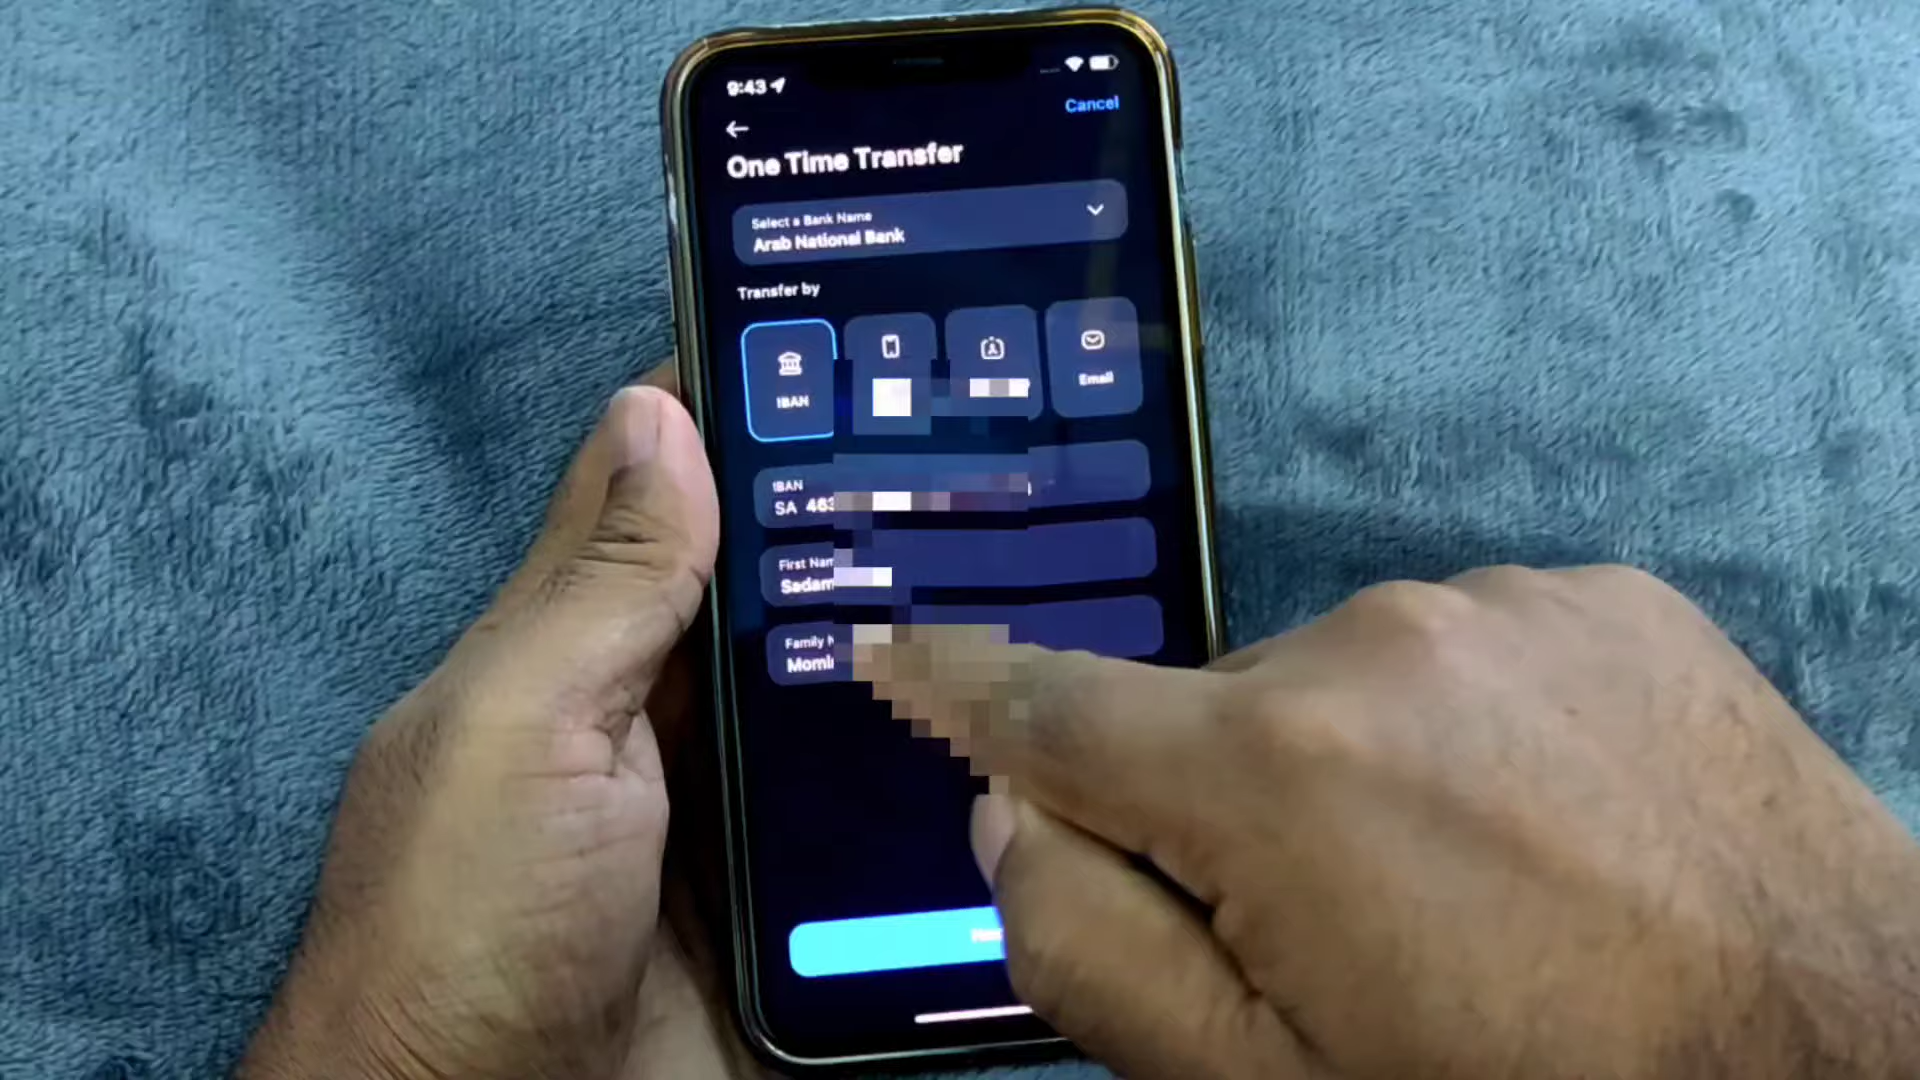 9:43
Cancel
One Time Transfer
Select a Bank Name
Arab National Bank
Transfer by
IBAN
Email
IBAN
SA 463
First Nam
Sadam
Family N
Momi